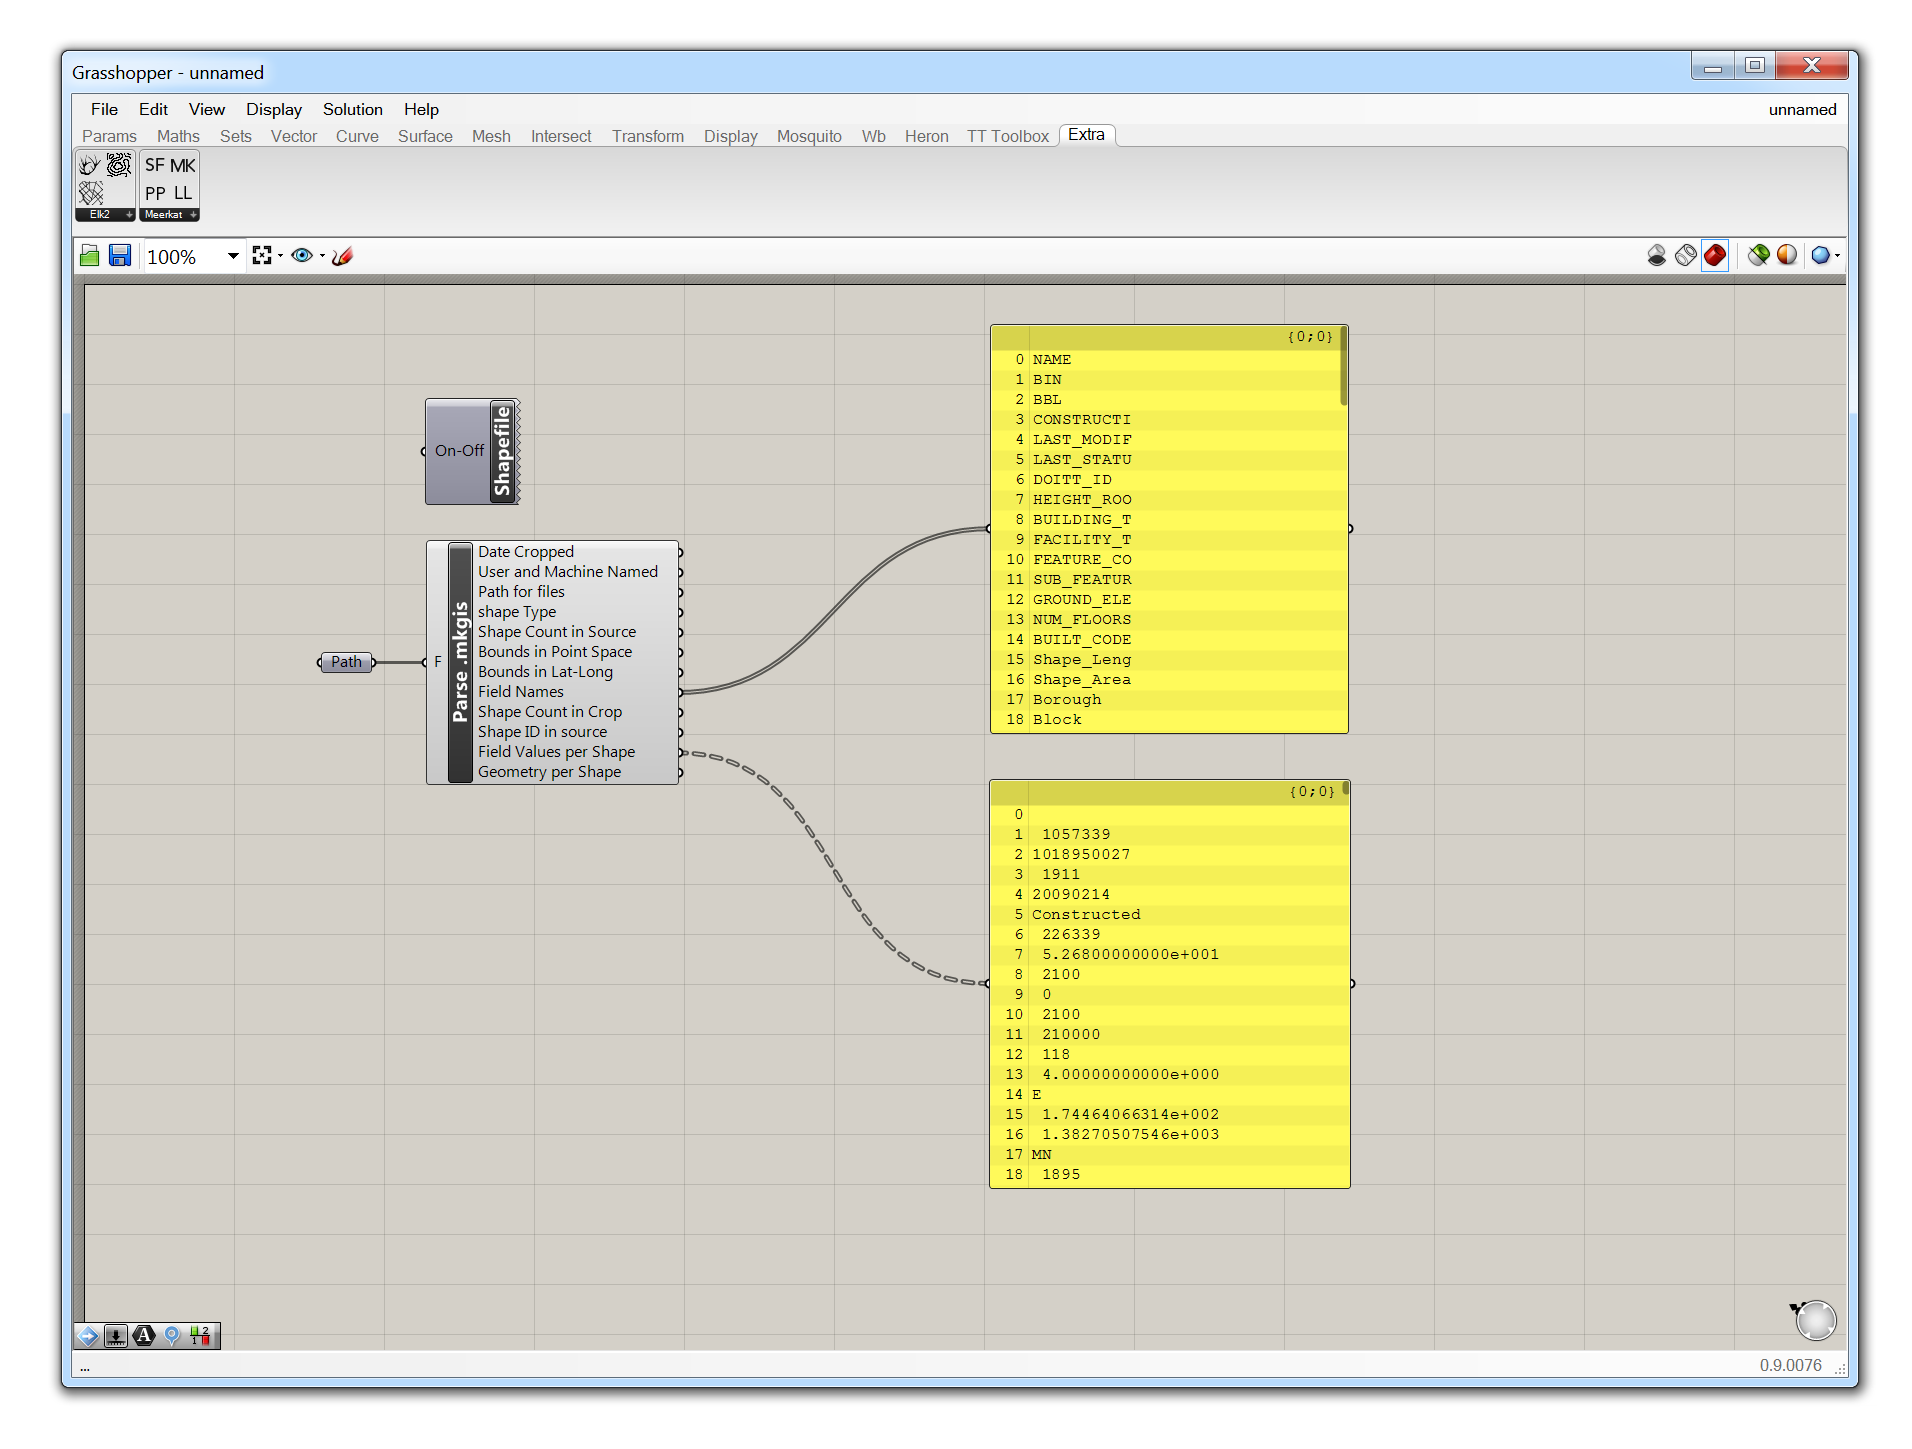 Grasshopper - unnamed
File Edit View Display Solution Help unnamed
Params Maths Sets Vector Curve Surface Mesh Intersect Transform Display Mosquito Wb Heron TT Toolbox Extra
SF MK
PP LL
Elk2 Meerkat
100%
{0;0}
0 NAME
1 BIN
2 BBL
3 CONSTRUCTI
4 LAST_MODIF
5 LAST_STATU
6 DOITT_ID
7 HEIGHT_ROO
8 BUILDING_T
9 FACILITY_T
10 FEATURE_CO
11 SUB_FEATUR
12 GROUND_ELE
13 NUM_FLOORS
14 BUILT_CODE
15 Shape_Leng
16 Shape_Area
17 Borough
18 Block
On-Off
Shapefile
Path
F
Parse .mkgis
Date Cropped
User and Machine Named
Path for files
shape Type
Shape Count in Source
Bounds in Point Space
Bounds in Lat-Long
Field Names
Shape Count in Crop
Shape ID in source
Field Values per Shape
Geometry per Shape
{0;0}
0
1 1057339
2 1018950027
3 1911
4 20090214
5 Constructed
6 226339
7 5.26800000000e+001
8 2100
9 0
10 2100
11 210000
12 118
13 4.00000000000e+000
14 E
15 1.74464066314e+002
16 1.38270507546e+003
17 MN
18 1895
A
2
1
...
0.9.0076